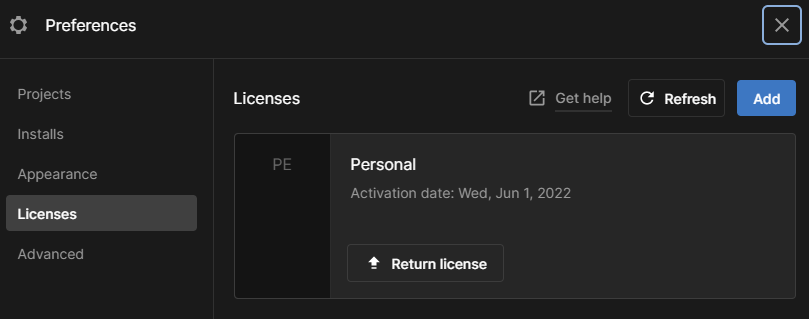 Preferences
Projects
Installs
Appearance
Licenses
Advanced
Licenses
Get help
Refresh
Add
PE
Personal
Activation date: Wed, Jun 1, 2022
Return license